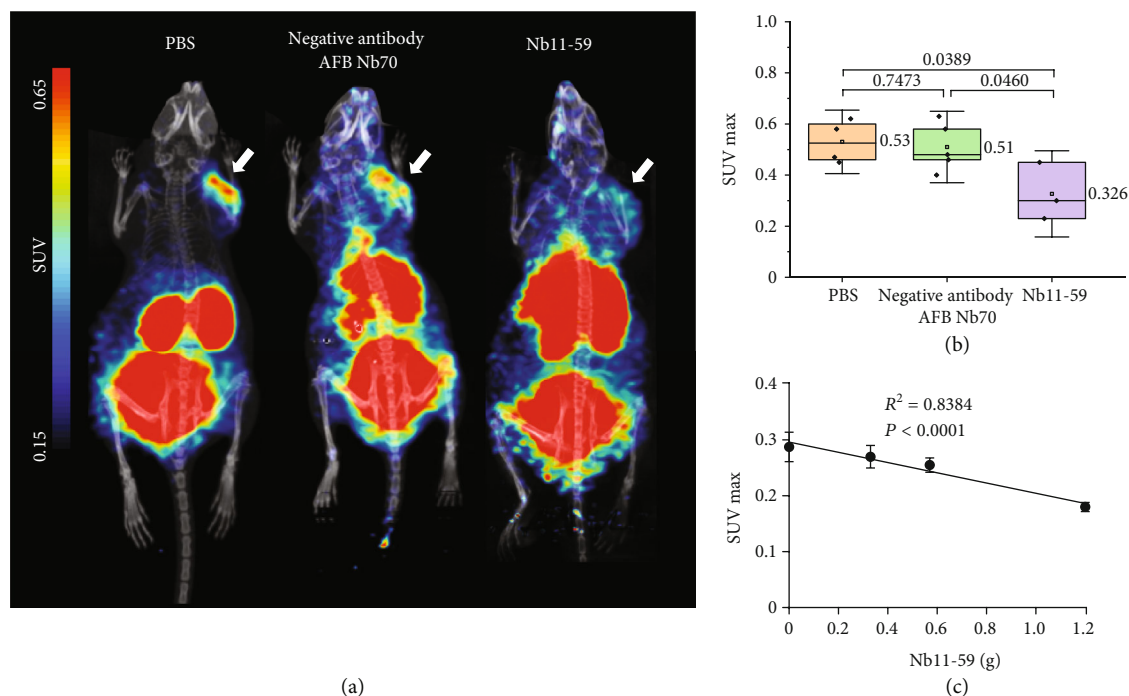 PBS
Negative antibody
AFB Nb70
Nb11-59
0.65
SUV
0.15
(a)
1.0
0.8
0.6
0.4
0.2
0
SUV max
0.0389
0.7473
0.0460
0.53
0.51
0.326
PBS
Negative antibody
AFB Nb70
Nb11-59
(b)
0.4
0.3
0.2
0.1
0
SUV max
R² = 0.8384
P < 0.0001
0
0.2
0.4
0.6
0.8
1.0
1.2
Nb11-59 (g)
(c)